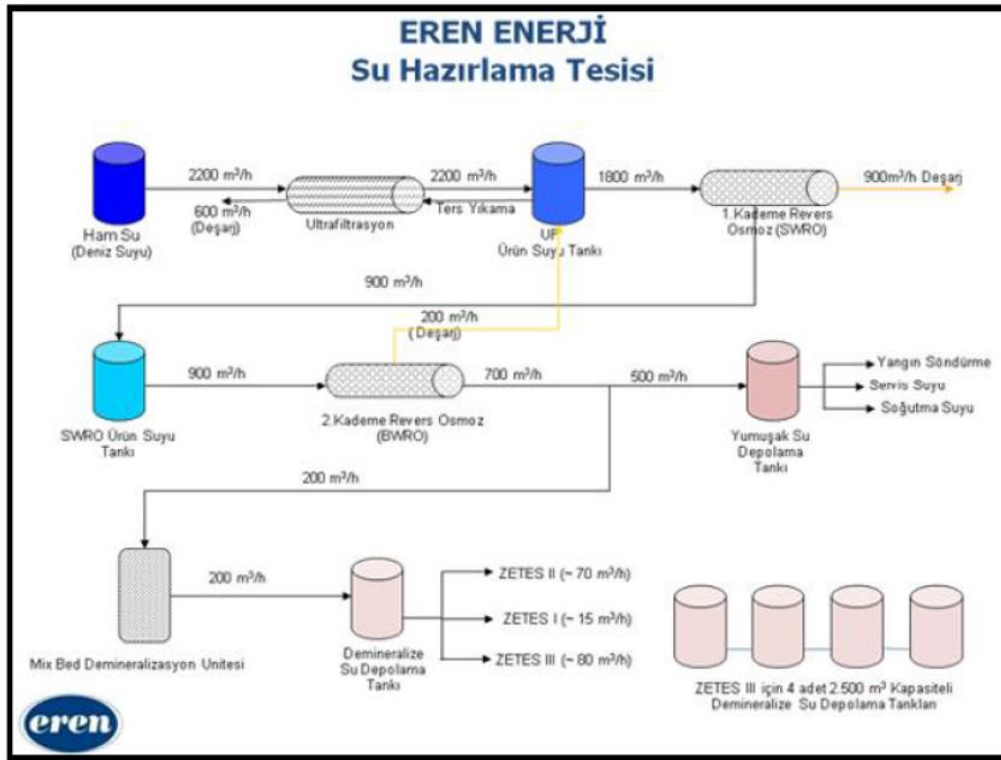 EREN ENERJİ
Su Hazırlama Tesisi
2200 m³/h
2200 m³/h
1800 m³/h
900m³/h Deşarj
600 m³/h
(Deşarj)
Ters Yıkama
Ham Su
(Deniz Suyu)
Ultrafiltrasyon
UF
Ürün Suyu Tankı
1.Kademe Revers
Osmoz (SWRO)
900 m³/h
200 m³/h
( Deşarj)
900 m³/h
700 m³/h
500 m³/h
Yangın Söndürme
Servis Suyu
Soğutma Suyu
SWRO Ürün Suyu
Tankı
2.Kademe Revers Osmoz
(BWRO)
Yumuşak Su
Depolama
Tankı
200 m³/h
200 m³/h
ZETES II (~ 70 m³/h)
ZETES I (~ 15 m³/h)
ZETES III (~ 80 m³/h)
Mix Bed Demineralizasyon Unitesi
Demineralize
Su Depolama
Tankı
ZETES III için 4 adet 2.500 m³ Kapasiteli
Demineralize Su Depolama Tankları
eren